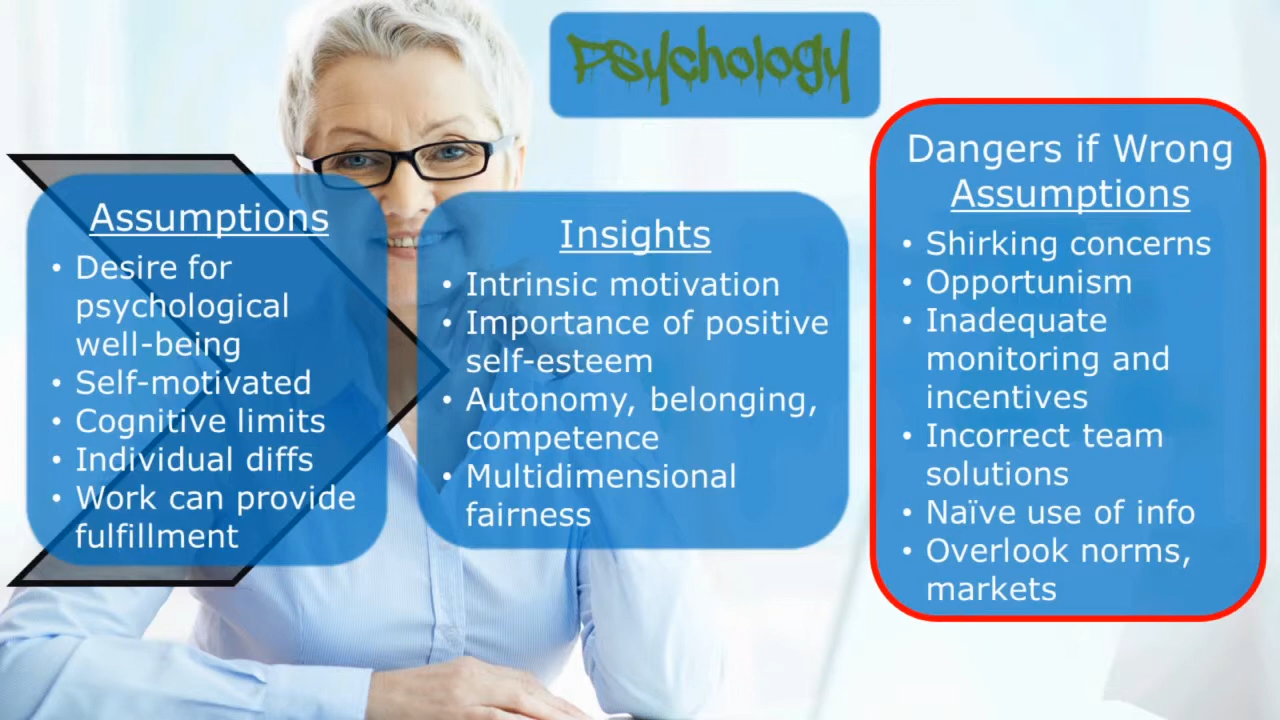 Psychology
Assumptions
• Desire for
psychological
well-being
• Self-motivated
• Cognitive limits
• Individual diffs
• Work can provide
fulfillment
Insights
• Intrinsic motivation
• Importance of positive
self-esteem
• Autonomy, belonging,
competence
• Multidimensional
fairness
Dangers if Wrong
Assumptions
• Shirking concerns
• Opportunism
• Inadequate
monitoring and
incentives
• Incorrect team
solutions
• Naïve use of info
• Overlook norms,
markets